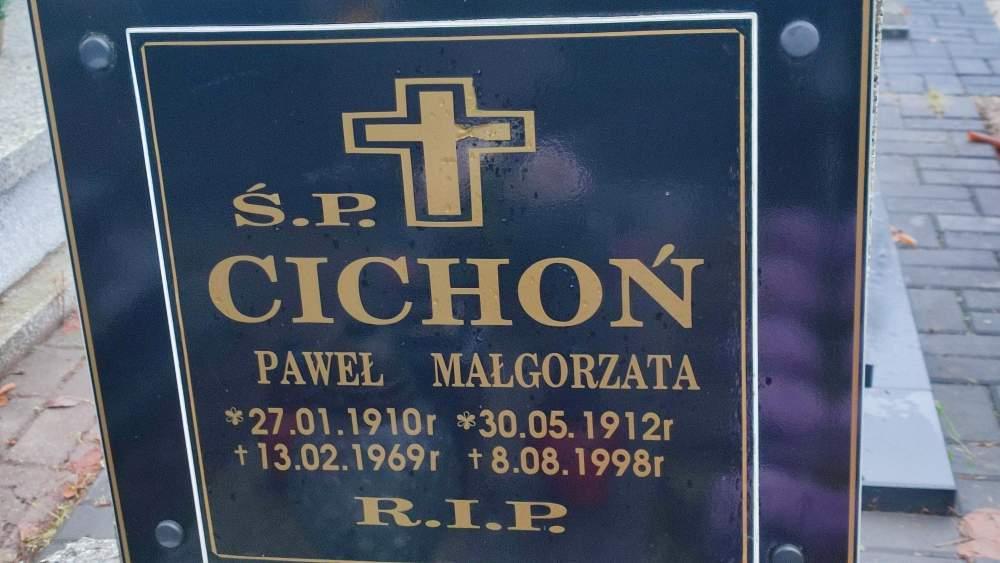 Ś.P.
CICHOŃ
PAWEŁ MAŁGORZATA
*27.01.1910r *30.05.1912r
†13.02.1969r †8.08.1998r
R.I.P.